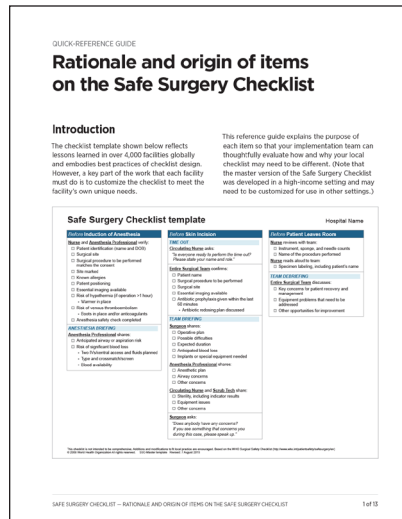 QUICK-REFERENCE GUIDE
Rationale and origin of items
on the Safe Surgery Checklist
Introduction
The checklist template shown below reflects
lessons learned in over 4,000 facilities globally
and embodies best practices of checklist design.
However, a key part of the work that each facility
must do is to customize the checklist to meet the
facility's own unique needs.
This reference guide explains the purpose of
each item so that your implementation team can
thoughtfully evaluate how and why your local
checklist may need to be different. (Note that
the master version of the Safe Surgery Checklist
was developed in a high-income setting and may
need to be customized for use in other settings.)
Safe Surgery Checklist template
Hospital Name
Before Induction of Anesthesia
Nurse and Anesthesia Professional verify:
Patient identification (name and DOB)
Surgical site
Surgical procedure to be performed
matches the consent
Site marked
Known allergies
Patient positioning
Essential imaging available
Risk of hypothermia (if operation >1 hour)
- Warmer in place
Risk of venous thromboembolism
- Boots in place and/or anticoagulants
Anesthesia safety check completed
ANESTHESIA BRIEFING
Anesthesia Professional shares:
Anticipated airway or aspiration risk
Risk of significant blood loss
- Two IVs/central access and fluids planned
- Type and crossmatch/screen
- Blood availability
Before Skin Incision
TIME OUT
Circulating Nurse asks:
"Is everyone ready to perform the time out?
Please state your name and role."
Entire Surgical Team confirms:
Patient name
Surgical procedure to be performed
Surgical site
Essential imaging available
Antibiotic prophylaxis given within the last
60 minutes
- Antibiotic redosing plan discussed
TEAM BRIEFING
Surgeon shares:
Operative plan
Possible difficulties
Expected duration
Anticipated blood loss
Implants or special equipment needed
Anesthesia Professional shares:
Anesthetic plan
Airway concerns
Other concerns
Circulating Nurse and Scrub Tech share:
Sterility, including indicator results
Equipment issues
Other concerns
Surgeon asks:
"Does anybody have any concerns?
If you see something that concerns you
during this case, please speak up."
Before Patient Leaves Room
Nurse reviews with team:
Instrument, sponge, and needle counts
Name of the procedure performed
Nurse reads aloud to team:
Specimen labeling, including patient's name
TEAM DEBRIEFING
Entire Surgical Team discusses:
Key concerns for patient recovery and
management
Equipment problems that need to be
addressed
Other opportunities for improvement
SAFE SURGERY CHECKLIST — RATIONALE AND ORIGIN OF ITEMS ON THE SAFE SURGERY CHECKLIST
1 of 13